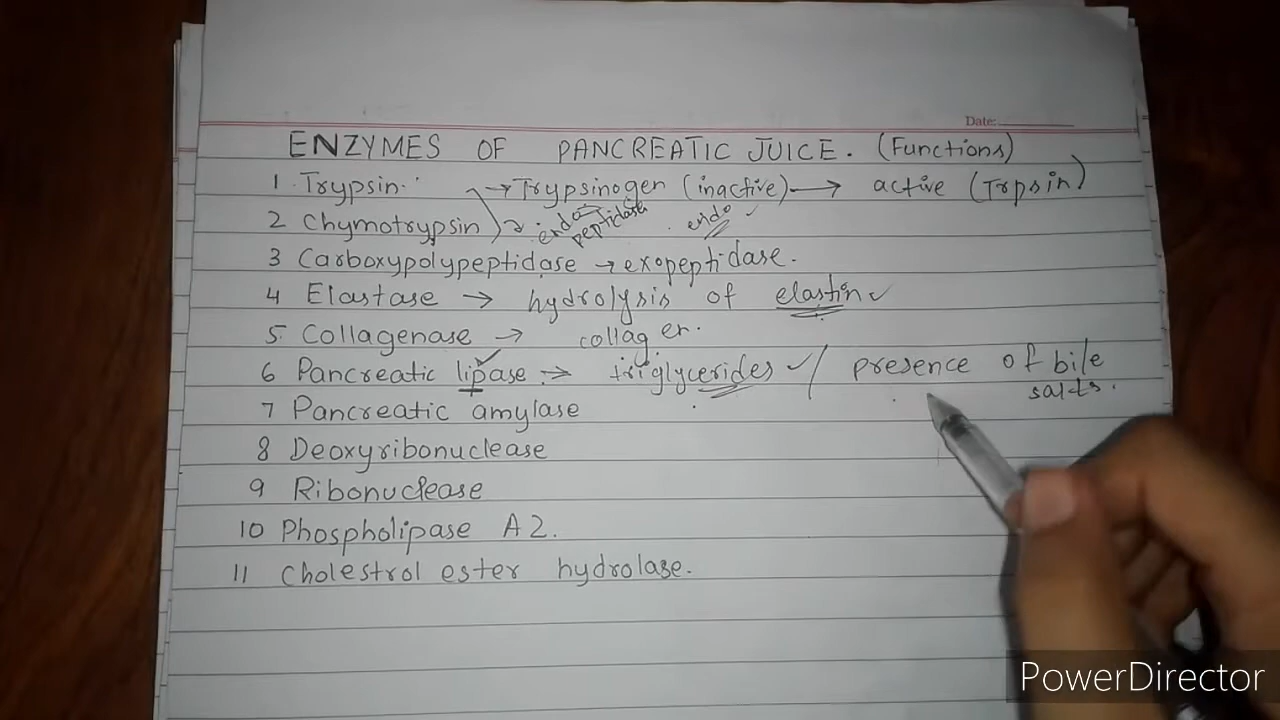 Date:
ENZYMES OF PANCREATIC JUICE. (Functions)
1. Trypsin. → Trypsinogen (inactive) → active (Trpsin)
2 Chymotrypsin → endo peptidase endo ✓
3 Carboxypolypeptidase → exopeptidase.
4 Elastase → hydrolysis of elastin ✓
5. Collagenase → collagen.
6 Pancreatic lipase → triglycerides ✓ / presence of bile salts.
7 Pancreatic amylase
8 Deoxyribonuclease
9 Ribonuclease
10 Phospholipase A2.
11 Cholestrol ester hydrolase.
PowerDirector